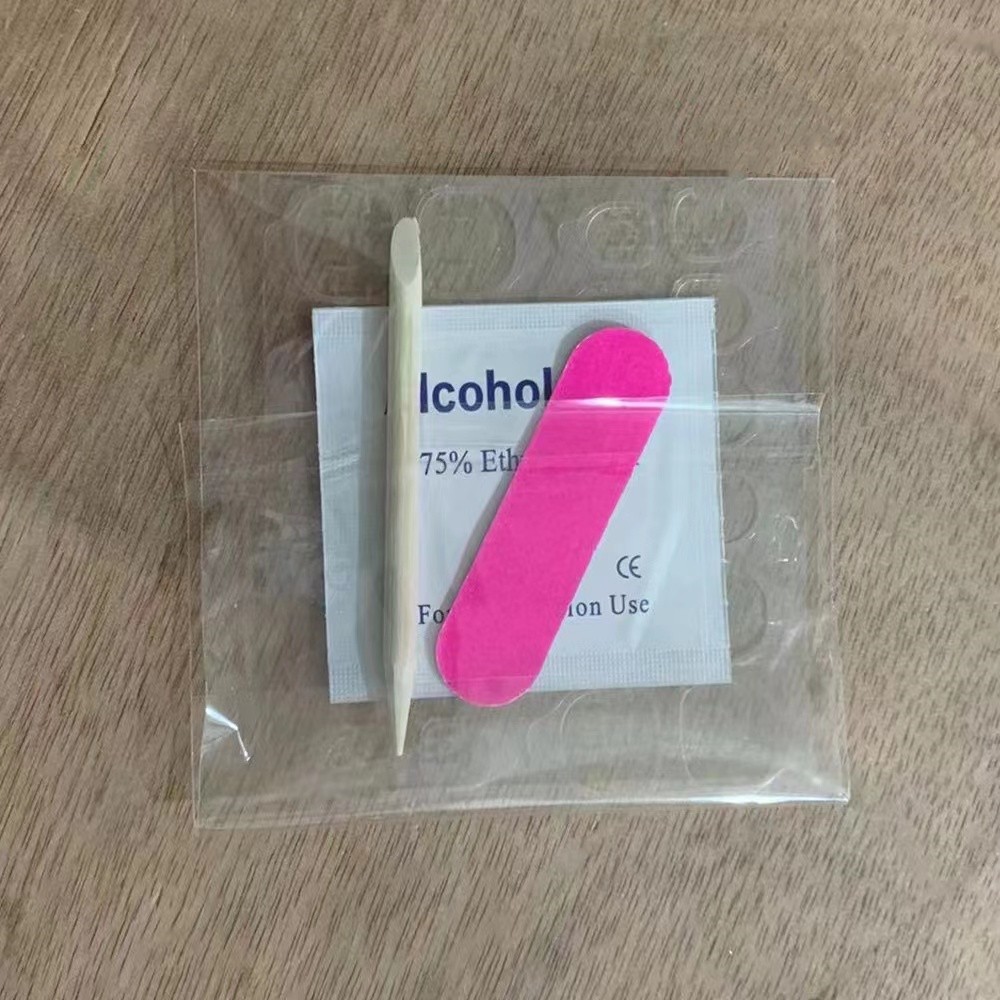 lcohol
75% Eth
CE
Fo ion Use